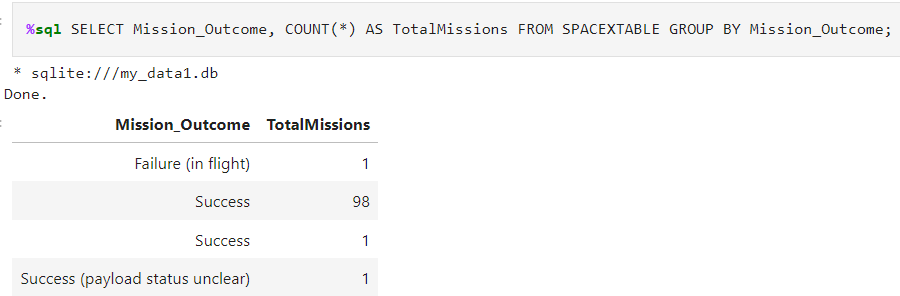 %sql SELECT Mission_Outcome, COUNT(*) AS TotalMissions FROM SPACEXTABLE GROUP BY Mission_Outcome;
* sqlite:///my_data1.db
Done.
Mission_Outcome TotalMissions
Failure (in flight) 1
Success 98
Success 1
Success (payload status unclear) 1